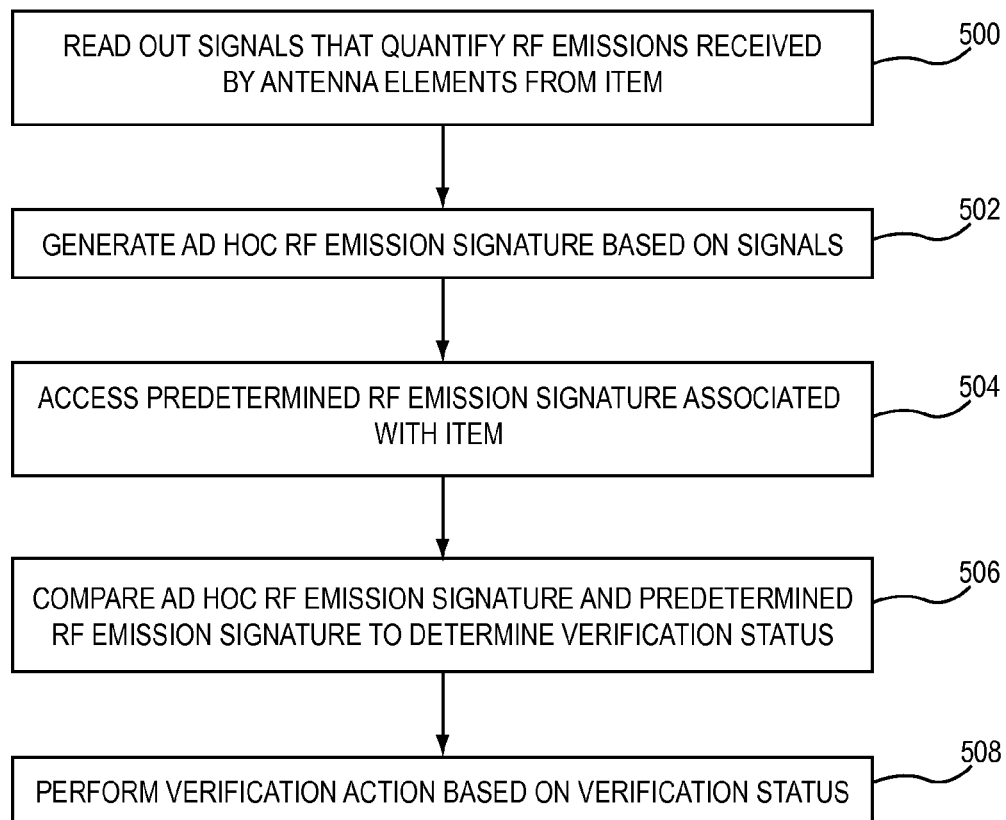 READ OUT SIGNALS THAT QUANTIFY RF EMISSIONS RECEIVED
BY ANTENNA ELEMENTS FROM ITEM
500
GENERATE AD HOC RF EMISSION SIGNATURE BASED ON SIGNALS
502
ACCESS PREDETERMINED RF EMISSION SIGNATURE ASSOCIATED
WITH ITEM
504
COMPARE AD HOC RF EMISSION SIGNATURE AND PREDETERMINED
RF EMISSION SIGNATURE TO DETERMINE VERIFICATION STATUS
506
PERFORM VERIFICATION ACTION BASED ON VERIFICATION STATUS
508